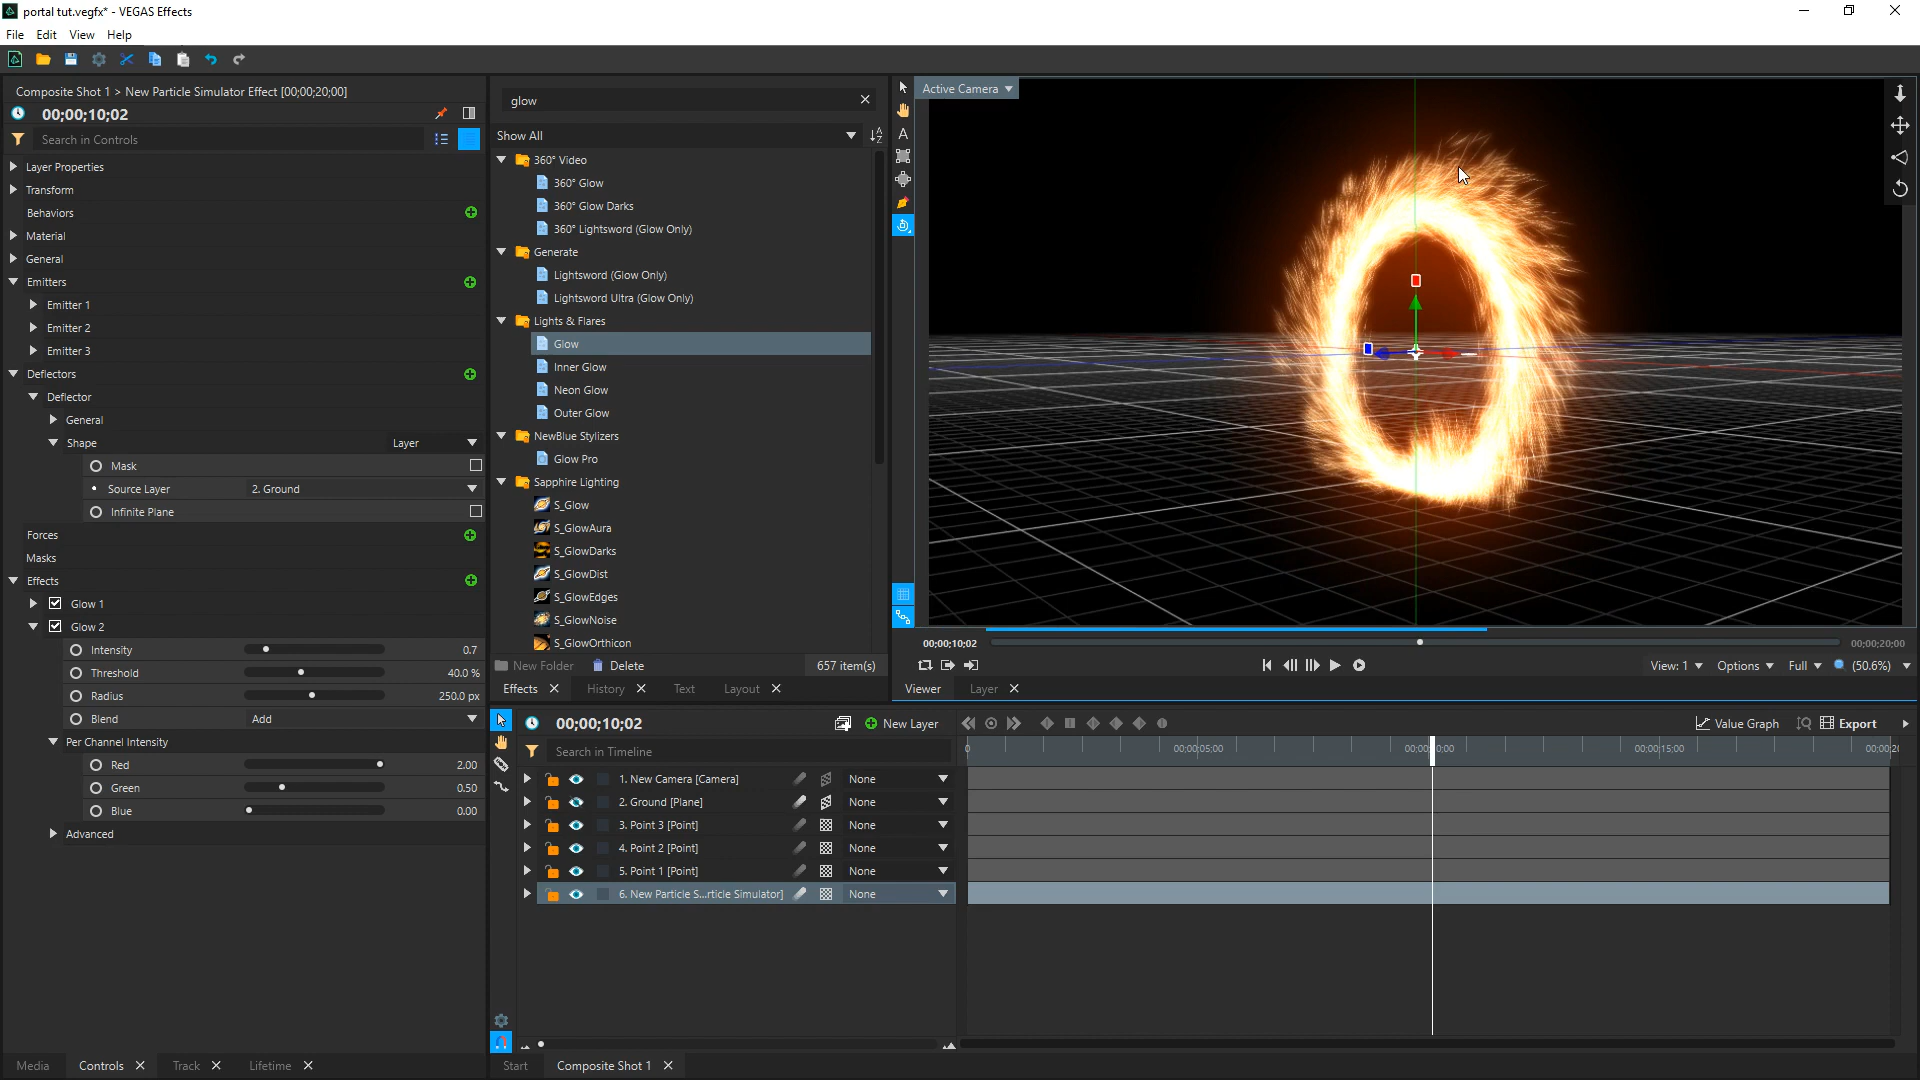 portal tut.vegfx* - VEGAS Effects
File Edit View Help
Composite Shot 1 > New Particle Simulator Effect [00;00;20;00]
00;00;10;02
Search in Controls
Layer Properties
Transform
Behaviors
Material
General
Emitters
Emitter 1
Emitter 2
Emitter 3
Deflectors
Deflector
General
Shape Layer
Mask
Source Layer 2. Ground
Infinite Plane
Forces
Masks
Effects
Glow 1
Glow 2
Intensity 0.7
Threshold 40.0 %
Radius 250.0 px
Blend Add
Per Channel Intensity
Red 2.00
Green 0.50
Blue 0.00
Advanced
Media Controls Track Lifetime
glow
Show All
360° Video
360° Glow
360° Glow Darks
360° Lightsword (Glow Only)
Generate
Lightsword (Glow Only)
Lightsword Ultra (Glow Only)
Lights & Flares
Glow
Inner Glow
Neon Glow
Outer Glow
NewBlue Stylizers
Glow Pro
Sapphire Lighting
S_Glow
S_GlowAura
S_GlowDarks
S_GlowDist
S_GlowEdges
S_GlowNoise
S_GlowOrthicon
New Folder Delete 657 item(s)
Effects History Text Layout
Active Camera
00;00;10;02 00;00;20;00
View: 1 Options Full (50.6%)
Viewer Layer
00;00;10;02 New Layer Value Graph Export
Search in Timeline
0 00;00;05;00 00;00;10;00 00;00;15;00
1. New Camera [Camera] None
2. Ground [Plane] None
3. Point 3 [Point] None
4. Point 2 [Point] None
5. Point 1 [Point] None
6. New Particle S...rticle Simulator] None
Start Composite Shot 1